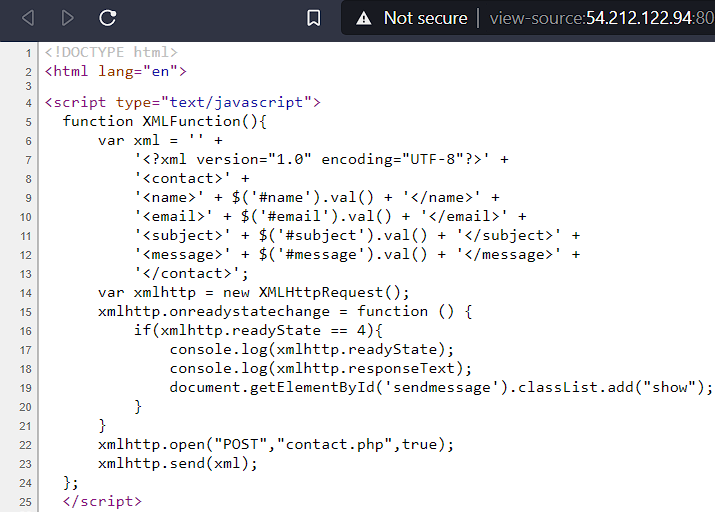 Not secure | view-source:54.212.122.94:80
1 <!DOCTYPE html>
2 <html lang="en">
3
4 <script type="text/javascript">
5 function XMLFunction(){
6 var xml = '' +
7 '<?xml version="1.0" encoding="UTF-8"?>' +
8 '<contact>' +
9 '<name>' + $('#name').val() + '</name>' +
10 '<email>' + $('#email').val() + '</email>' +
11 '<subject>' + $('#subject').val() + '</subject>' +
12 '<message>' + $('#message').val() + '</message>' +
13 '</contact>';
14 var xmlhttp = new XMLHttpRequest();
15 xmlhttp.onreadystatechange = function () {
16 if(xmlhttp.readyState == 4){
17 console.log(xmlhttp.readyState);
18 console.log(xmlhttp.responseText);
19 document.getElementById('sendmessage').classList.add("show");
20 }
21 }
22 xmlhttp.open("POST","contact.php",true);
23 xmlhttp.send(xml);
24 };
25 </script>